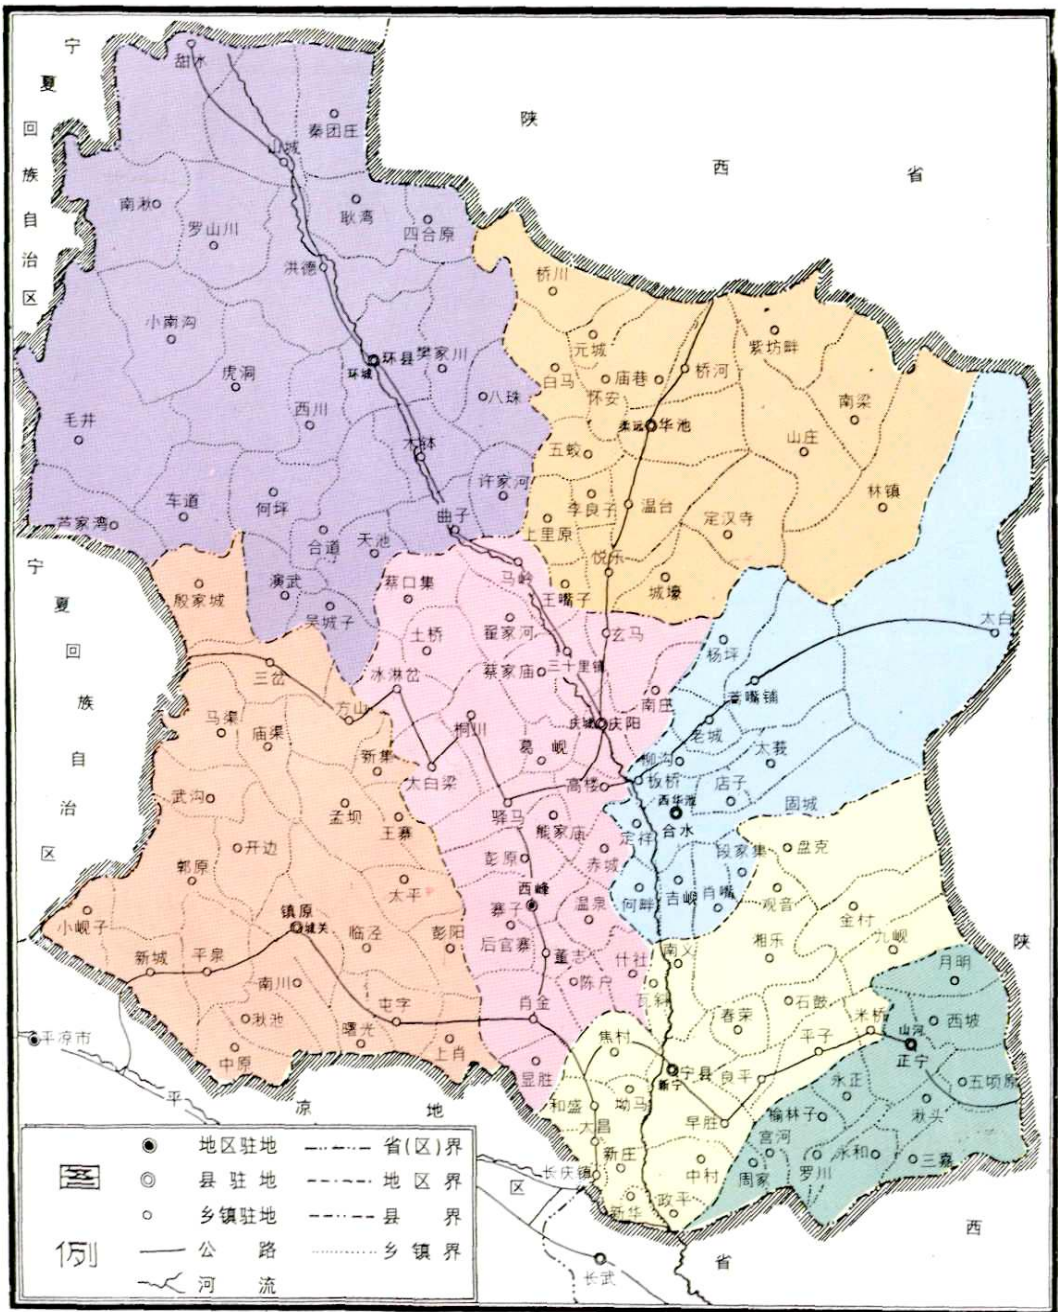 宁夏回族自治区
陕西省
甜水
秦团庄
山城
南湫
罗山川
耿湾
四合原
洪德
小南沟
虎洞
环县
环城
樊家川
八珠
毛井
西川
木钵
车道
何坪
许家河
芦家湾
合道
天池
曲子
演武
吴城子
桥川
元城
紫坊畔
白马
怀安
庙巷
桥河
南梁
柔远
华池
山庄
五蛟
李良子
温台
定汉寺
林镇
上里原
悦乐
王嘴子
城壕
宁夏回族自治区
殷家城
三岔
方山
马渠
庙渠
新集
武沟
孟坝
王寨
开边
郭原
太平
小岘子
镇原
城关
临泾
彭阳
新城
平泉
南川
屯字
湫池
曙光
中原
上肖
马岭
蔡口集
土桥
翟家河
蔡家庙
三十里铺
玄马
冰淋岔
桐川
南庄
庆城
庆阳
太白梁
葛岘
高楼
驿马
熊家庙
赤城
彭原
西峰
寨子
温泉
后官寨
董志
什社
陈户
肖金
显胜
太白
杨坪
蒿嘴铺
老城
太莪
柳沟
板桥
店子
西华池
合水
固城
定祥
段家集
何畔
吉岘
肖嘴
盘克
观音
金村
九岘
南义
湘乐
瓦斜
春荣
石鼓
米桥
焦村
平子
宁县
新宁
良平
和盛
坳马
早胜
大昌
新庄
中村
新华
政平
长庆镇
月明
山河
正宁
西坡
五顷原
永正
榆林子
湫头
宫河
永和
三嘉
周家
罗川
平凉市
平凉地区
长武
陕西省
图例
地区驻地
县驻地
乡镇驻地
公路
河流
省(区)界
地区界
县界
乡镇界